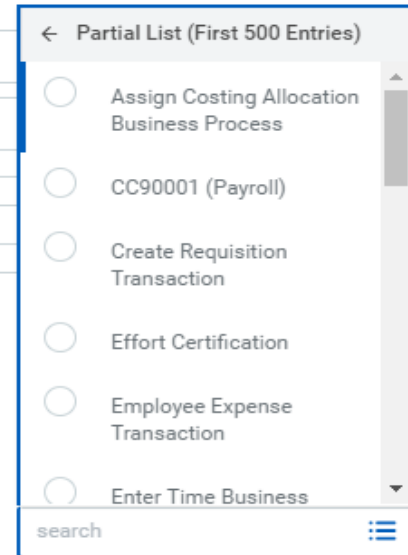 ← Partial List (First 500 Entries)
Assign Costing Allocation
Business Process
CC90001 (Payroll)
Create Requisition
Transaction
Effort Certification
Employee Expense
Transaction
Enter Time Business
search